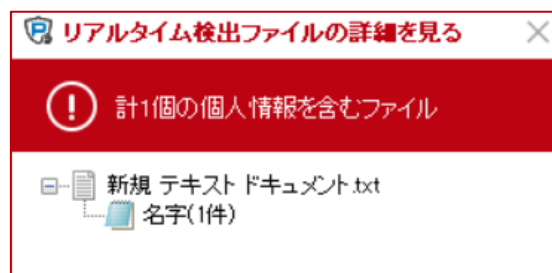 リアルタイム検出ファイルの詳細を見る
計1個の個人情報を含むファイル
新規 テキスト ドキュメント.txt
名字(1件)